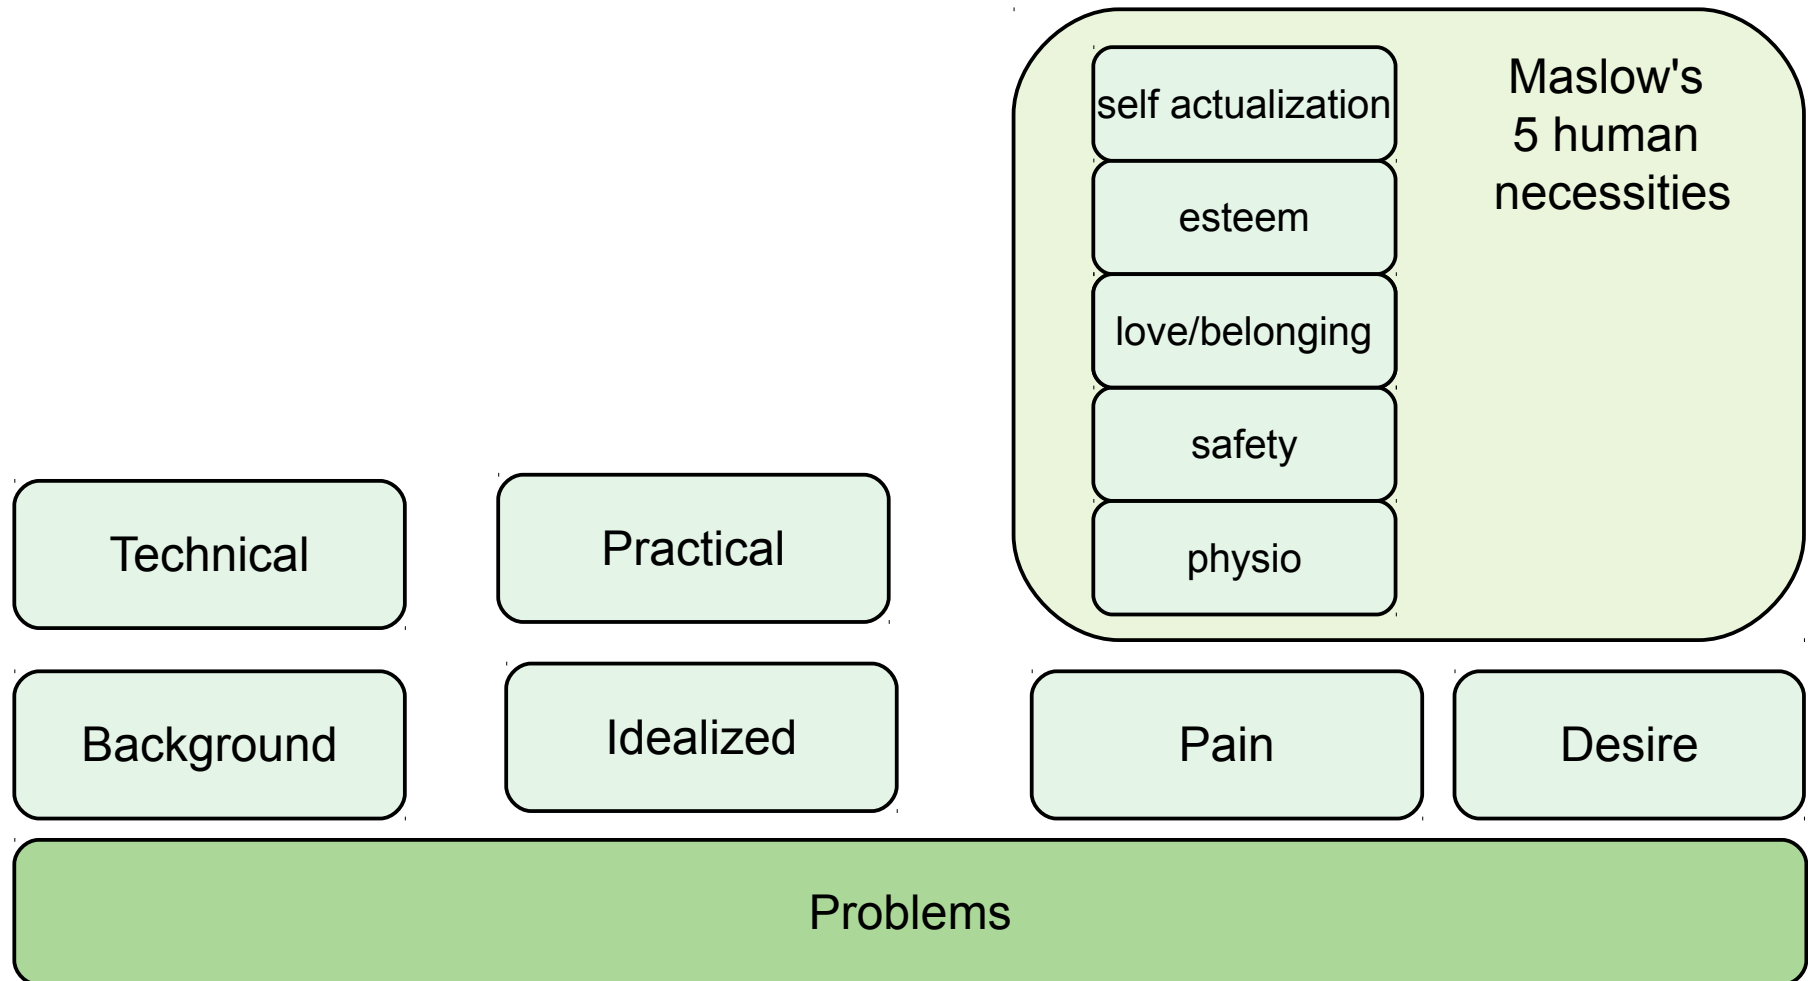 self actualization
Maslow's
5 human
necessities
esteem
love/belonging
safety
physio
Technical
Practical
Background
Idealized
Pain
Desire
Problems